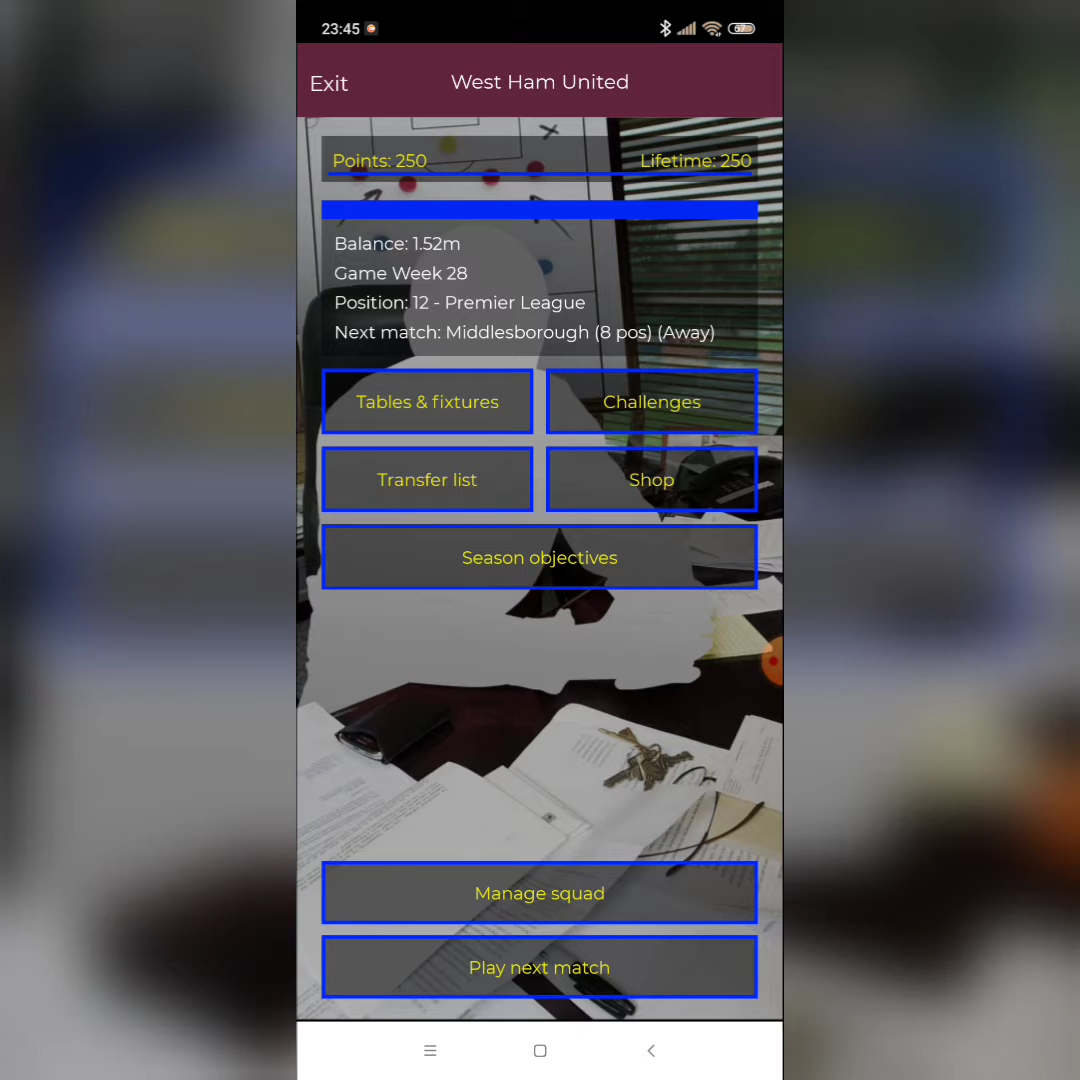 23:45
67
Exit
West Ham United
Points: 250
Lifetime: 250
Balance: 1.52m
Game Week 28
Position: 12 - Premier League
Next match: Middlesborough (8 pos) (Away)
Tables & fixtures
Challenges
Transfer list
Shop
Season objectives
Manage squad
Play next match